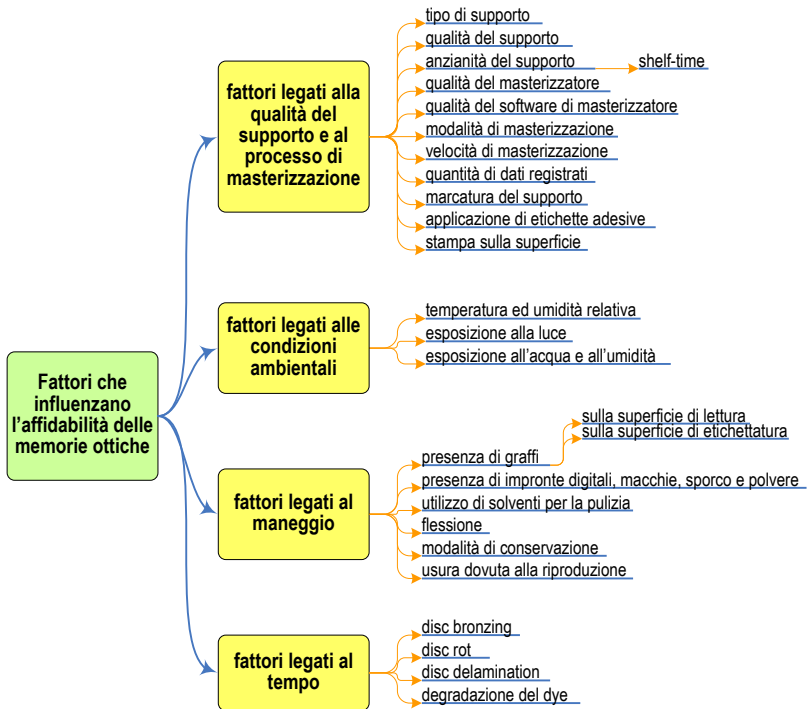 Fattori che
influenzano
l'affidabilità delle
memorie ottiche
fattori legati alla
qualità del
supporto e al
processo di
masterizzazione
tipo di supporto
qualità del supporto
anzianità del supporto
shelf-time
qualità del masterizzatore
qualità del software di masterizzatore
modalità di masterizzazione
velocità di masterizzazione
quantità di dati registrati
marcatura del supporto
applicazione di etichette adesive
stampa sulla superficie
fattori legati alle
condizioni
ambientali
temperatura ed umidità relativa
esposizione alla luce
esposizione all'acqua e all'umidità
fattori legati al
maneggio
presenza di graffi
sulla superficie di lettura
sulla superficie di etichettatura
presenza di impronte digitali, macchie, sporco e polvere
utilizzo di solventi per la pulizia
flessione
modalità di conservazione
usura dovuta alla riproduzione
fattori legati al
tempo
disc bronzing
disc rot
disc delamination
degradazione del dye